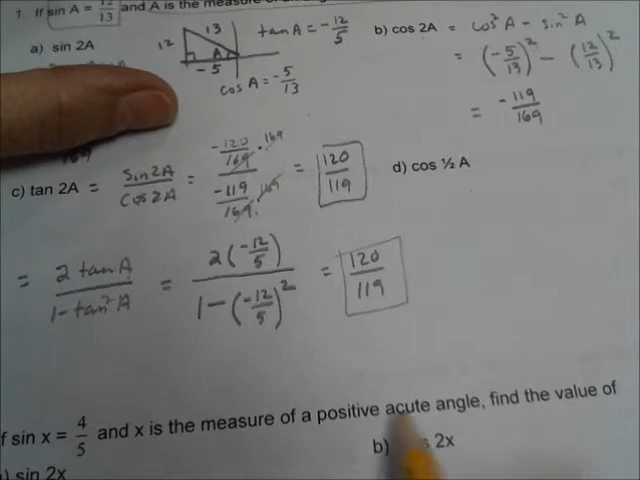 1. If sin A = 12/13 and A is the measure
a) sin 2A
12
13
A
-5
tan A = -12/5
cos A = -5/13
b) cos 2A = cos² A - sin² A
= (-5/13)² - (12/13)²
= -119/169
169
c) tan 2A = sin 2A / cos 2A = (-120/169 · 169) / (-119/169 · 169) = 120/119
d) cos ½ A
= 2 tan A / 1 - tan² A = 2(-12/5) / 1 - (-12/5)² = 120/119
f sin x = 4/5 and x is the measure of a positive acute angle, find the value of
) sin 2x
b) s 2x